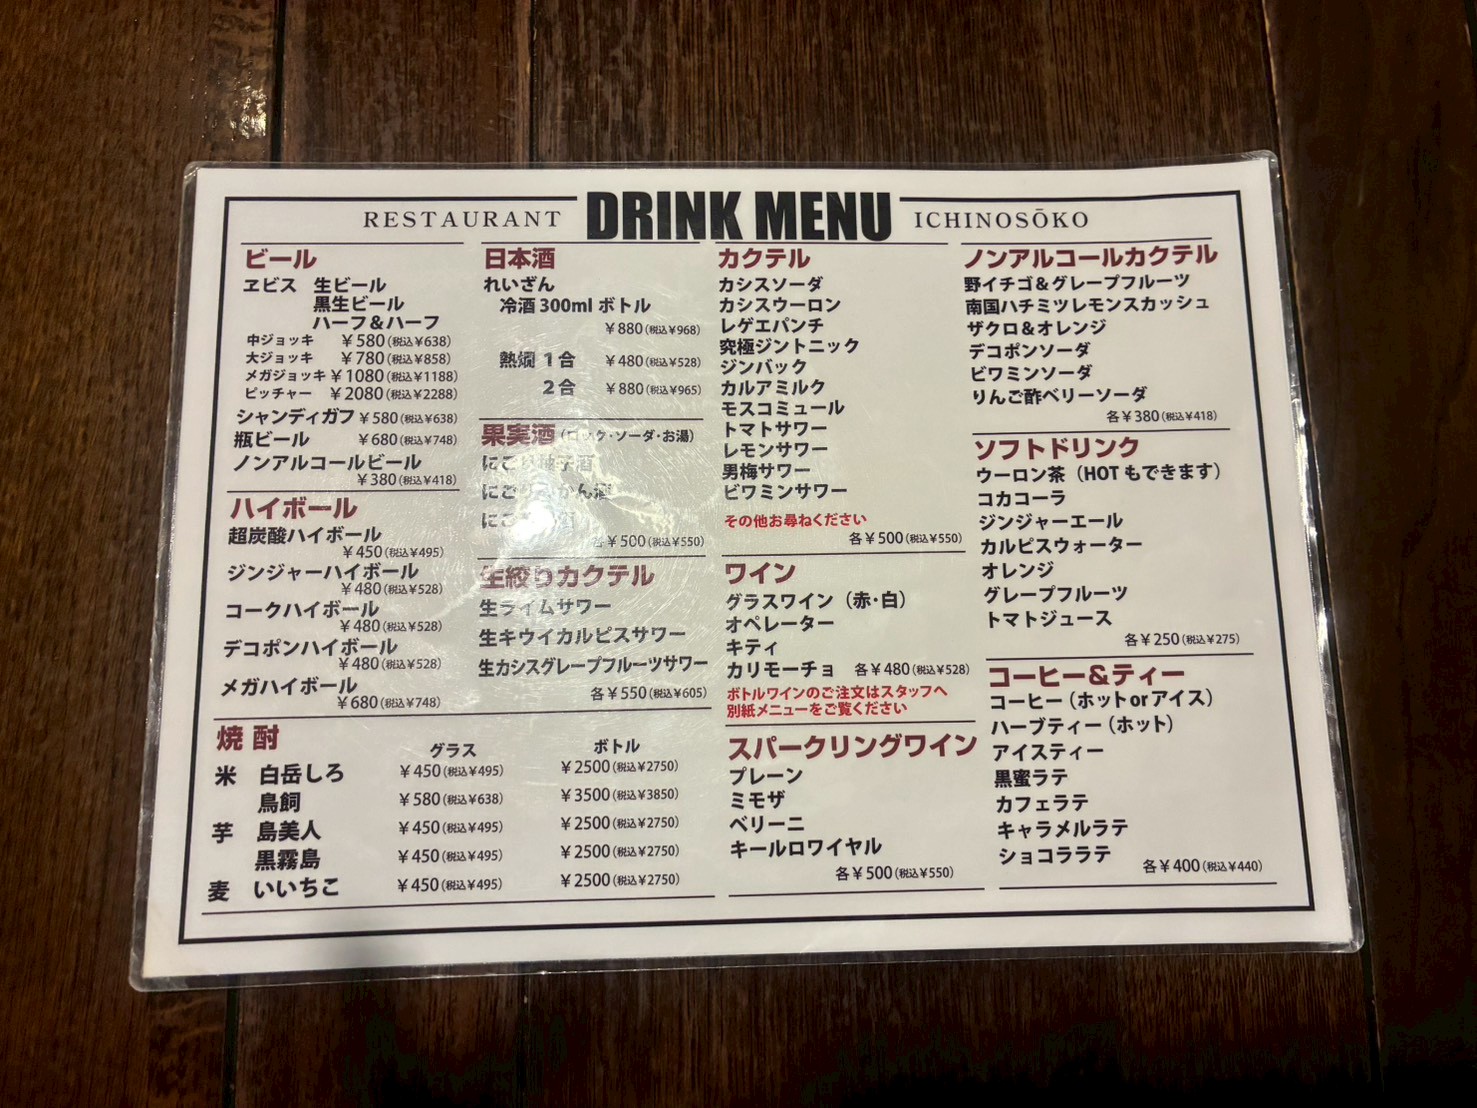 RESTAURANT DRINK MENU ICHINOSŌKO
ビール
ヱビス 生ビール
黒生ビール
ハーフ＆ハーフ
中ジョッキ ￥580(税込￥638)
大ジョッキ ￥780(税込￥858)
メガジョッキ ￥1080(税込￥1188)
ピッチャー ￥2080(税込￥2288)
シャンディガフ ￥580(税込￥638)
瓶ビール ￥680(税込￥748)
ノンアルコールビール
￥380(税込￥418)
ハイボール
超炭酸ハイボール
￥450(税込￥495)
ジンジャーハイボール
￥480(税込￥528)
コークハイボール
￥480(税込￥528)
デコポンハイボール
￥480(税込￥528)
メガハイボール
￥680(税込￥748)
日本酒
れいざん
冷酒300ml ボトル
￥880(税込￥968)
熱燗 1合 ￥480(税込￥528)
2合 ￥880(税込￥965)
果実酒(ロック・ソーダ・お湯)
にごり柚子酒
にごりみかん酒
にご
各￥500(税込￥550)
生絞りカクテル
生ライムサワー
生キウイカルピスサワー
生カシスグレープフルーツサワー
各￥550(税込￥605)
焼酎
グラス ボトル
米 白岳しろ ￥450(税込￥495) ￥2500(税込￥2750)
鳥飼 ￥580(税込￥638) ￥3500(税込￥3850)
芋 島美人 ￥450(税込￥495) ￥2500(税込￥2750)
黒霧島 ￥450(税込￥495) ￥2500(税込￥2750)
麦 いいちこ ￥450(税込￥495) ￥2500(税込￥2750)
カクテル
カシスソーダ
カシスウーロン
レゲエパンチ
究極ジントニック
ジンバック
カルアミルク
モスコミュール
トマトサワー
レモンサワー
男梅サワー
ビワミンサワー
その他お尋ねください
各￥500(税込￥550)
ワイン
グラスワイン（赤・白）
オペレーター
キティ
カリモーチョ 各￥480(税込￥528)
ボトルワインのご注文はスタッフへ
別紙メニューをご覧ください
スパークリングワイン
プレーン
ミモザ
ベリーニ
キールロワイヤル
各￥500(税込￥550)
ノンアルコールカクテル
野イチゴ＆グレープフルーツ
南国ハチミツレモンスカッシュ
ザクロ＆オレンジ
デコポンソーダ
ビワミンソーダ
りんご酢ベリーソーダ
各￥380(税込￥418)
ソフトドリンク
ウーロン茶（HOTもできます）
コカコーラ
ジンジャーエール
カルピスウォーター
オレンジ
グレープフルーツ
トマトジュース
各￥250(税込￥275)
コーヒー＆ティー
コーヒー（ホットorアイス）
ハーブティー（ホット）
アイスティー
黒蜜ラテ
カフェラテ
キャラメルラテ
ショコララテ
各￥400(税込￥440)